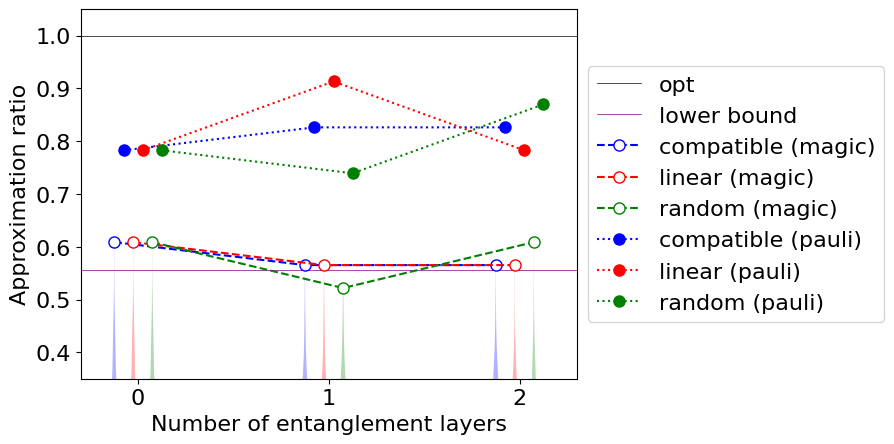 Approximation ratio
1.0
0.9
0.8
0.7
0.6
0.5
0.4
0
1
2
Number of entanglement layers
opt
lower bound
compatible (magic)
linear (magic)
random (magic)
compatible (pauli)
linear (pauli)
random (pauli)